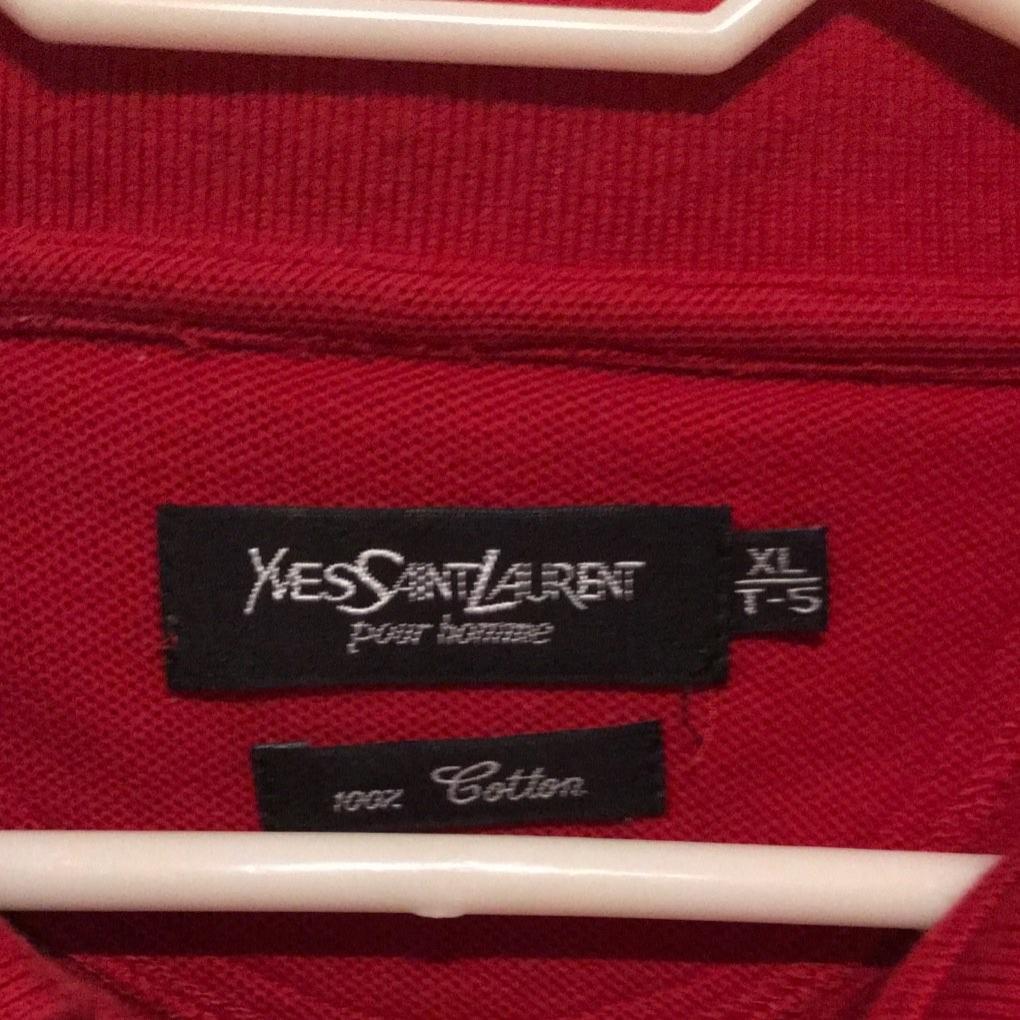 YVESSAINTLAURENT
pour homme
XL
T-5
100% Cotton